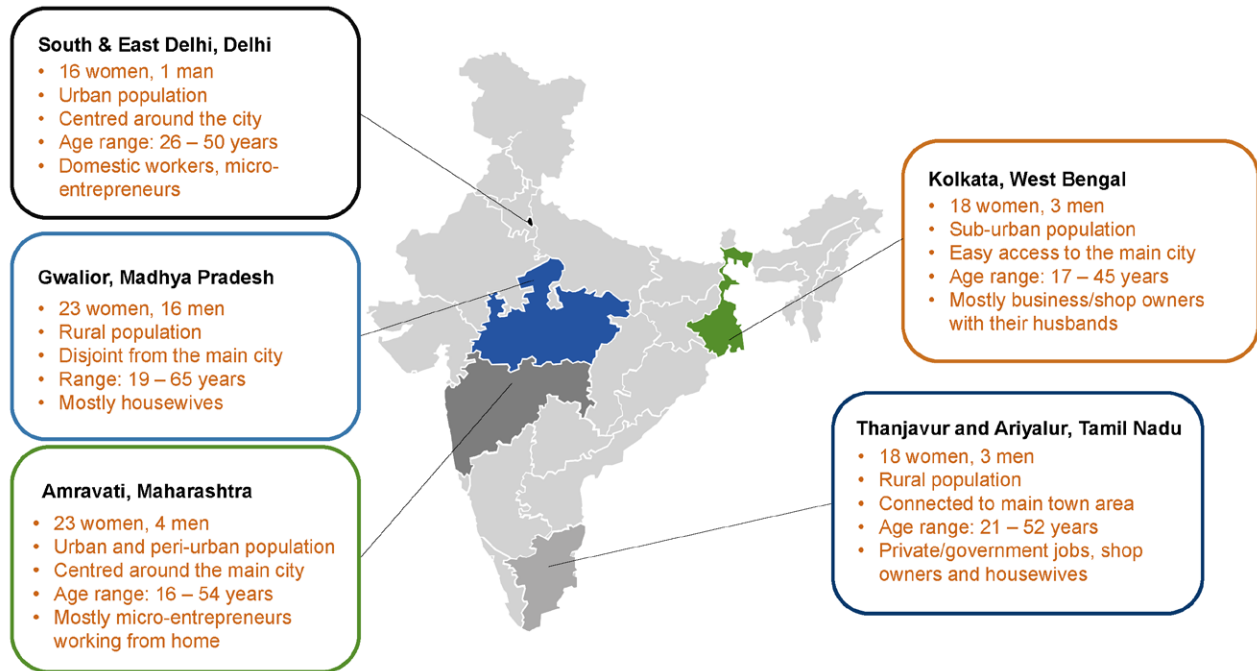 South & East Delhi, Delhi
• 16 women, 1 man
• Urban population
• Centred around the city
• Age range: 26 – 50 years
• Domestic workers, micro-
entrepreneurs
Gwalior, Madhya Pradesh
• 23 women, 16 men
• Rural population
• Disjoint from the main city
• Range: 19 – 65 years
• Mostly housewives
Amravati, Maharashtra
• 23 women, 4 men
• Urban and peri-urban population
• Centred around the main city
• Age range: 16 – 54 years
• Mostly micro-entrepreneurs
working from home
Kolkata, West Bengal
• 18 women, 3 men
• Sub-urban population
• Easy access to the main city
• Age range: 17 – 45 years
• Mostly business/shop owners
with their husbands
Thanjavur and Ariyalur, Tamil Nadu
• 18 women, 3 men
• Rural population
• Connected to main town area
• Age range: 21 – 52 years
• Private/government jobs, shop
owners and housewives